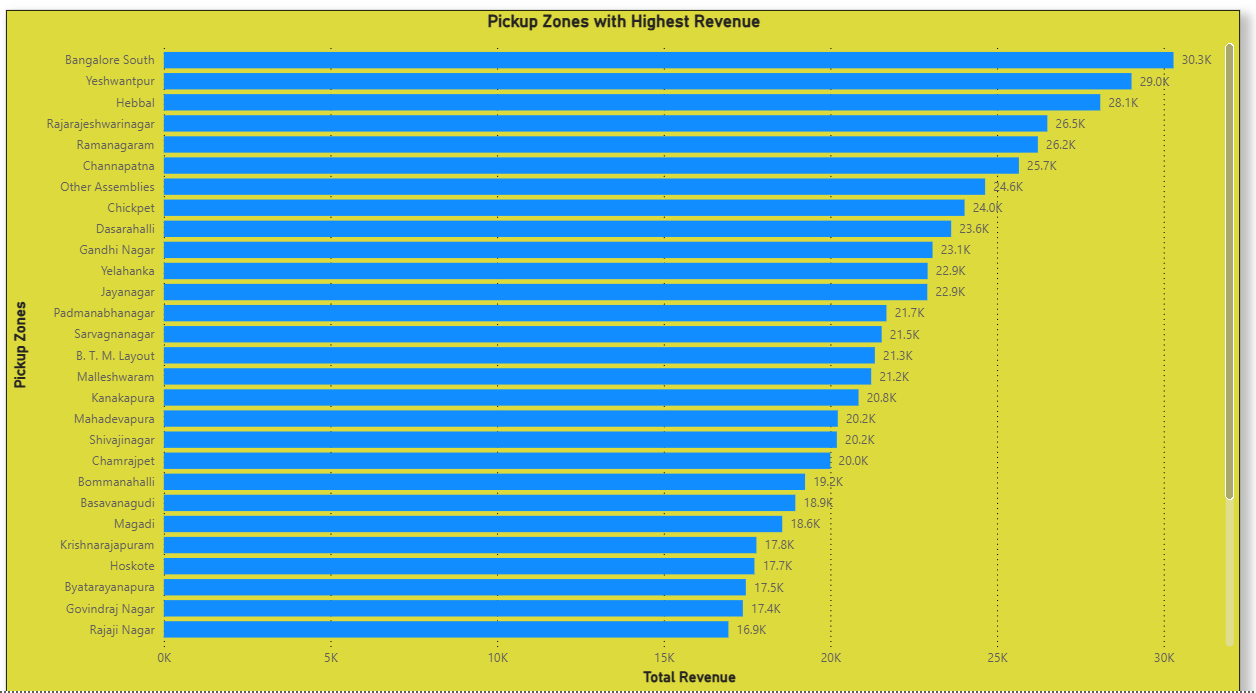 Pickup Zones with Highest Revenue
Pickup Zones
Bangalore South 30.3K
Yeshwantpur 29.0K
Hebbal 28.1K
Rajarajeshwarinagar 26.5K
Ramanagaram 26.2K
Channapatna 25.7K
Other Assemblies 24.6K
Chickpet 24.0K
Dasarahalli 23.6K
Gandhi Nagar 23.1K
Yelahanka 22.9K
Jayanagar 22.9K
Padmanabhanagar 21.7K
Sarvagnanagar 21.5K
B. T. M. Layout 21.3K
Malleshwaram 21.2K
Kanakapura 20.8K
Mahadevapura 20.2K
Shivajinagar 20.2K
Chamrajpet 20.0K
Bommanahalli 19.2K
Basavanagudi 18.9K
Magadi 18.6K
Krishnarajapuram 17.8K
Hoskote 17.7K
Byatarayanapura 17.5K
Govindraj Nagar 17.4K
Rajaji Nagar 16.9K
0K 5K 10K 15K 20K 25K 30K
Total Revenue